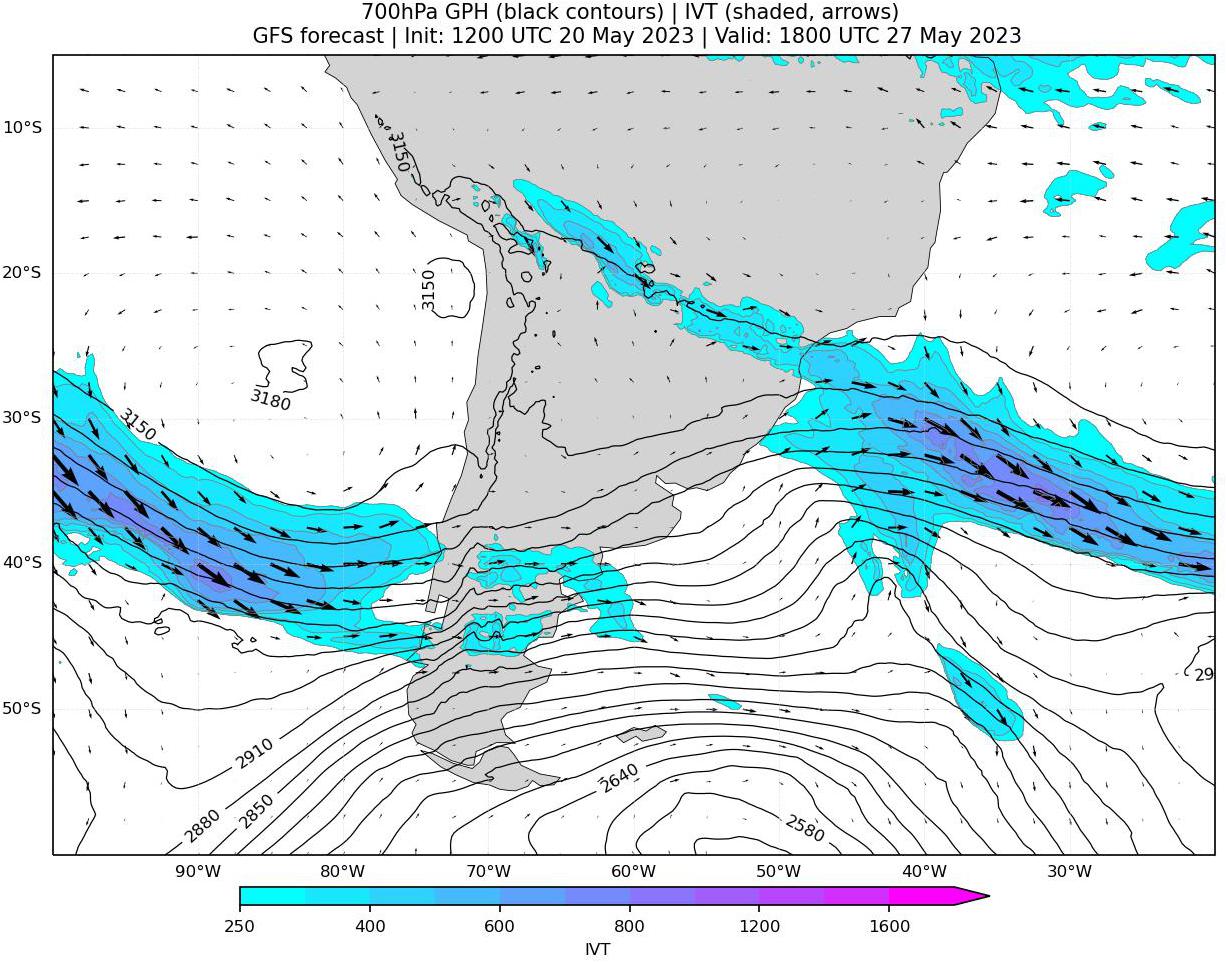 700hPa GPH (black contours) | IVT (shaded, arrows)
GFS forecast | Init: 1200 UTC 20 May 2023 | Valid: 1800 UTC 27 May 2023
10°S
3150
20°S
3150
3180
3150
30°S
40°S
29
50°S
2910
2640
2880
2850
2580
90°W 80°W 70°W 60°W 50°W 40°W 30°W
250 400 600 800 1200 1600
IVT